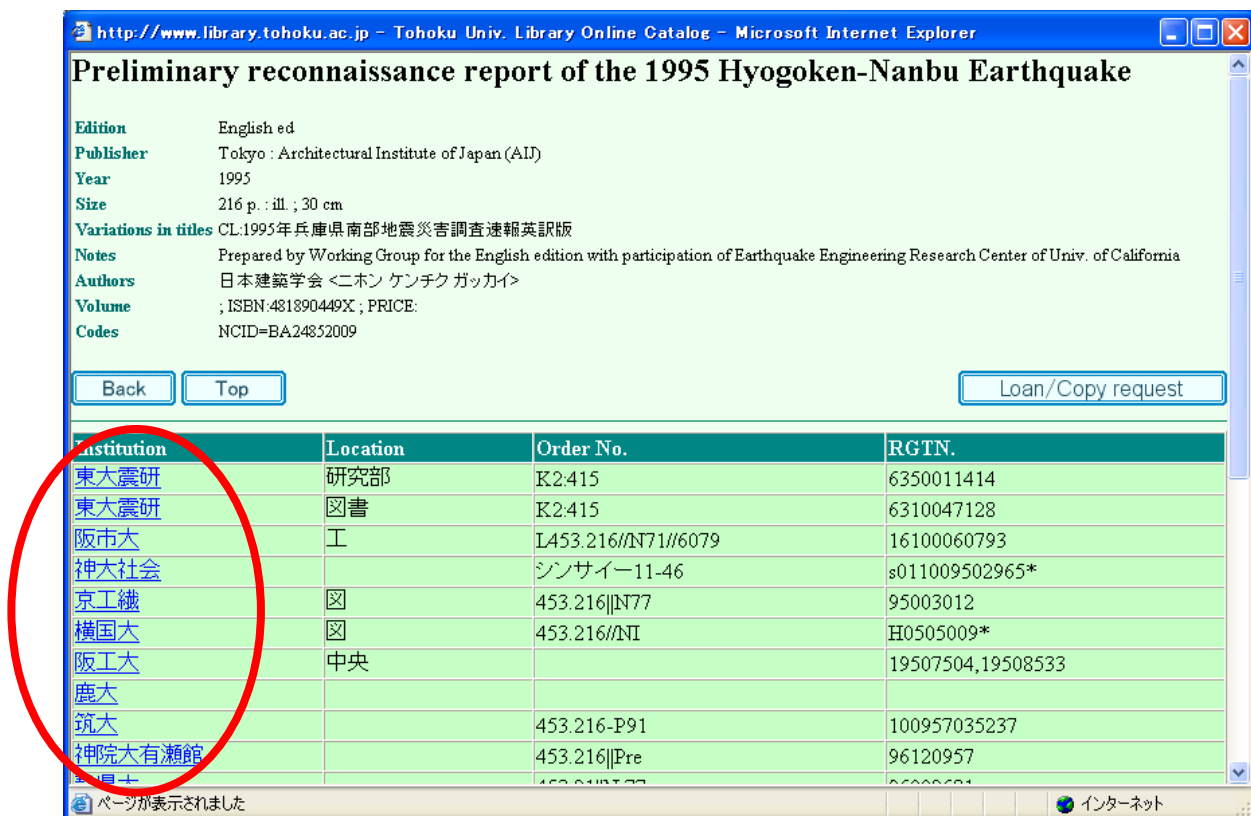 http://www.library.tohoku.ac.jp - Tohoku Univ. Library Online Catalog - Microsoft Internet Explorer
Preliminary reconnaissance report of the 1995 Hyogoken-Nanbu Earthquake
Edition English ed
Publisher Tokyo : Architectural Institute of Japan (AIJ)
Year 1995
Size 216 p. : ill. ; 30 cm
Variations in titles CL:1995年兵庫県南部地震災害調査速報英訳版
Notes Prepared by Working Group for the English edition with participation of Earthquake Engineering Research Center of Univ. of California
Authors 日本建築学会 <ニホン ケンチク ガッカイ>
Volume ; ISBN:481890449X ; PRICE:
Codes NCID=BA24852009
Back Top Loan/Copy request
Institution Location Order No. RGTN.
東大震研 研究部 K2:415 6350011414
東大震研 図書 K2:415 6310047128
阪市大 工 L453.216//N71//6079 16100060793
神大社会 シンサイー11-46 s011009502965*
京工繊 図 453.216||N77 95003012
横国大 図 453.216//NI H0505009*
阪工大 中央 19507504,19508533
鹿大
筑大 453.216-P91 100957035237
神院大有瀬館 453.216||Pre 96120957
ページが表示されました インターネット